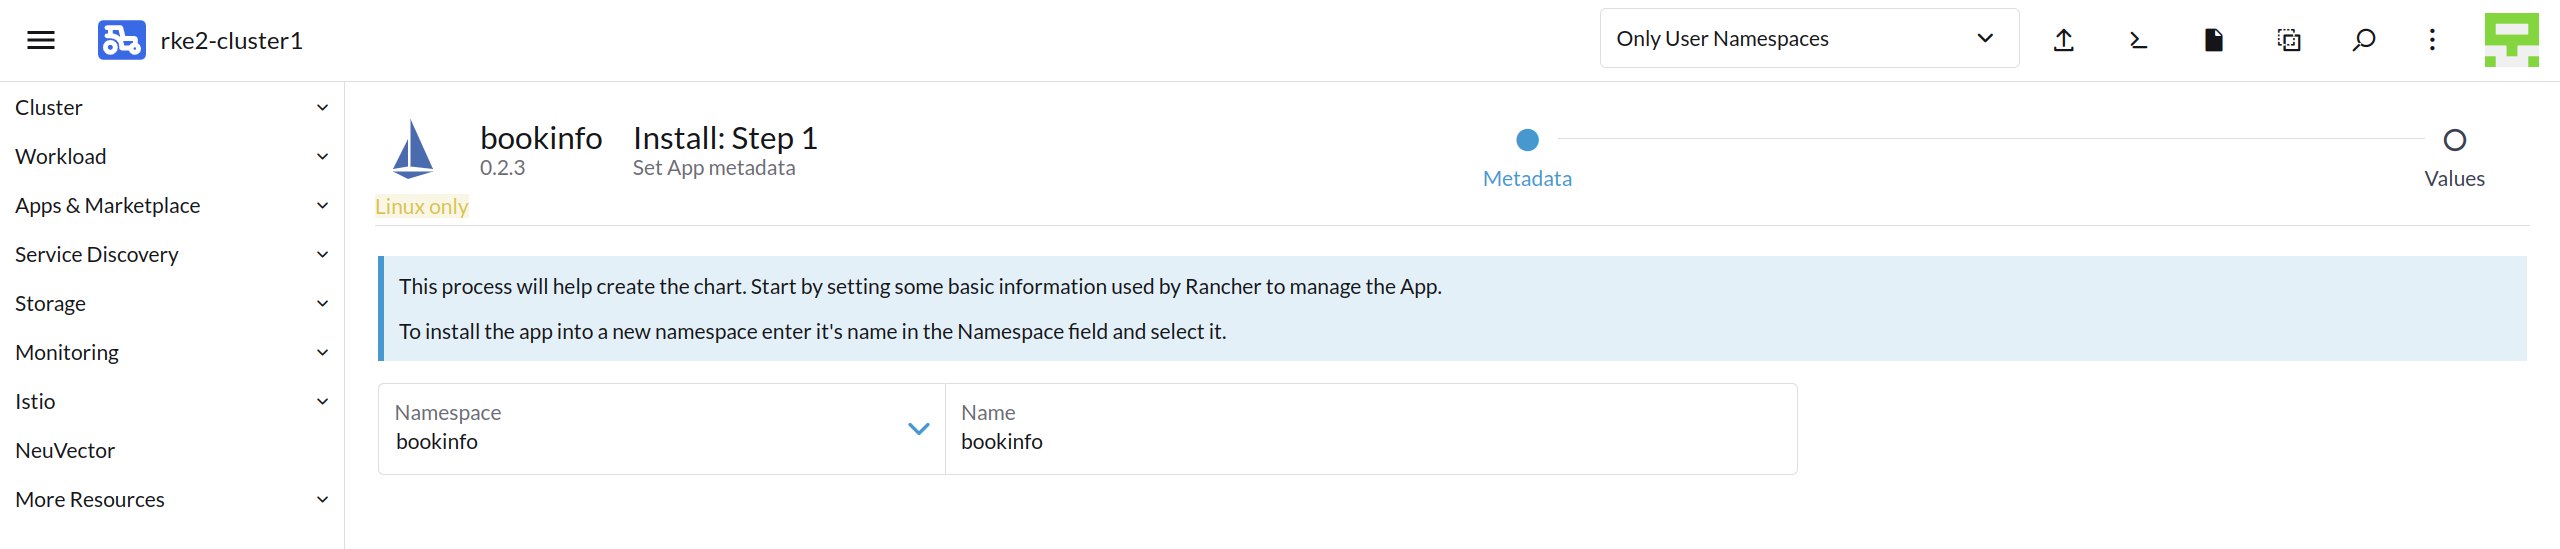 rke2-cluster1
Only User Namespaces
Cluster
Workload
Apps & Marketplace
Service Discovery
Storage
Monitoring
Istio
NeuVector
More Resources
bookinfo
0.2.3
Linux only
Install: Step 1
Set App metadata
Metadata
Values
This process will help create the chart. Start by setting some basic information used by Rancher to manage the App.
To install the app into a new namespace enter it's name in the Namespace field and select it.
Namespace
bookinfo
Name
bookinfo